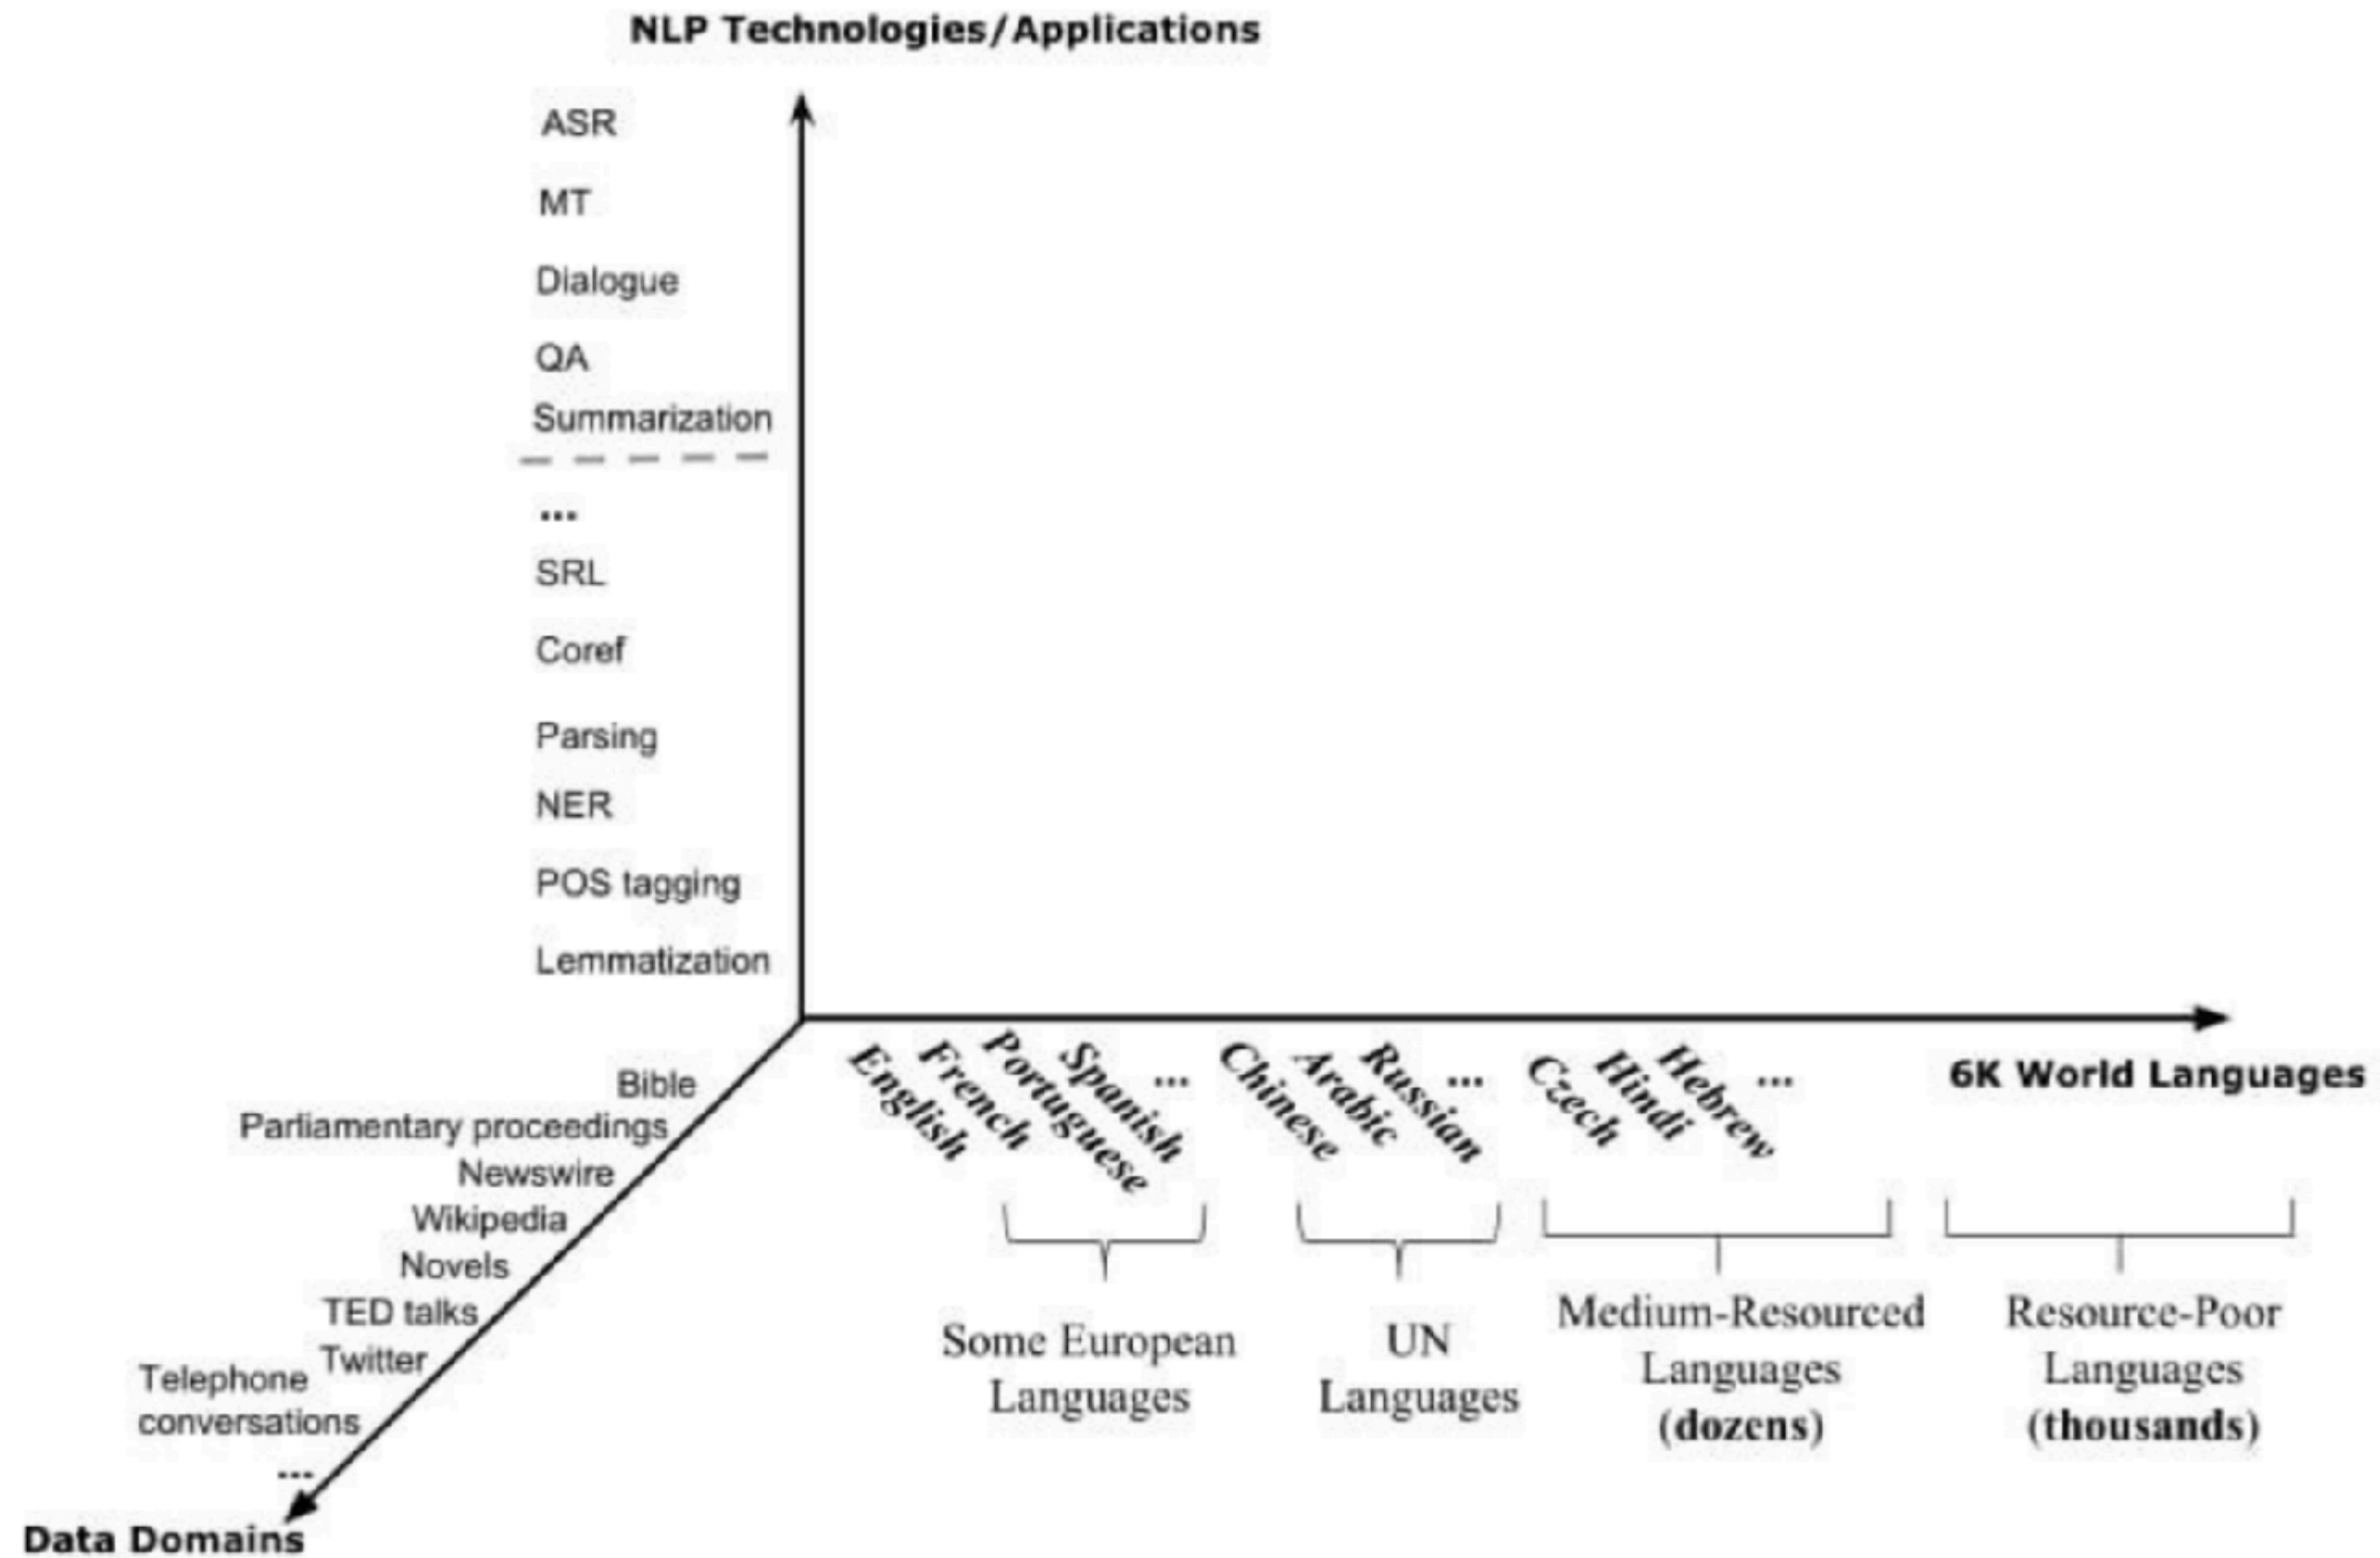 NLP Technologies/Applications
ASR
MT
Dialogue
QA
Summarization
...
SRL
Coref
Parsing
NER
POS tagging
Lemmatization
Bible
Parliamentary proceedings
Newswire
Wikipedia
Novels
TED talks
Twitter
Telephone
conversations
...
Data Domains
English
French
Portuguese
Spanish
...
Chinese
Arabic
Russian
...
Czech
Hindi
Hebrew
...
6K World Languages
Some European
Languages
UN
Languages
Medium-Resourced
Languages
(dozens)
Resource-Poor
Languages
(thousands)